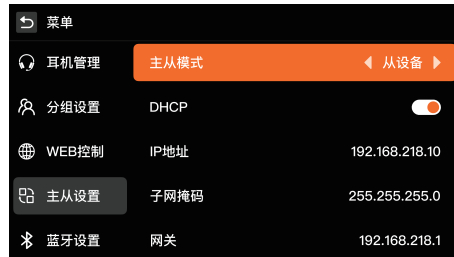 菜单
耳机管理
主从模式 从设备
分组设置
DHCP
WEB控制
IP地址 192.168.218.10
主从设置
子网掩码 255.255.255.0
蓝牙设置
网关 192.168.218.1